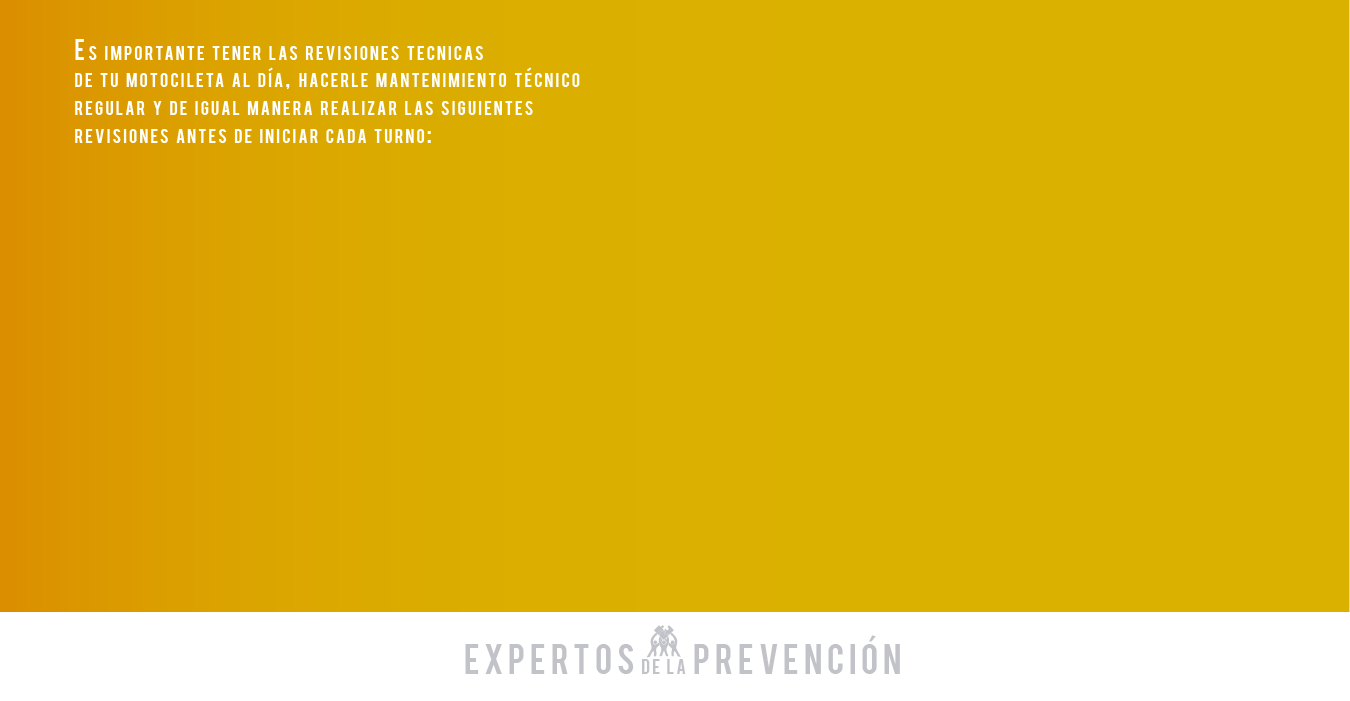 ES IMPORTANTE TENER LAS REVISIONES TECNICAS
DE TU MOTOCILETA AL DÍA, HACERLE MANTENIMIENTO TÉCNICO
REGULAR Y DE IGUAL MANERA REALIZAR LAS SIGUIENTES
REVISIONES ANTES DE INICIAR CADA TURNO:
EXPERTOS DE LA PREVENCIÓN